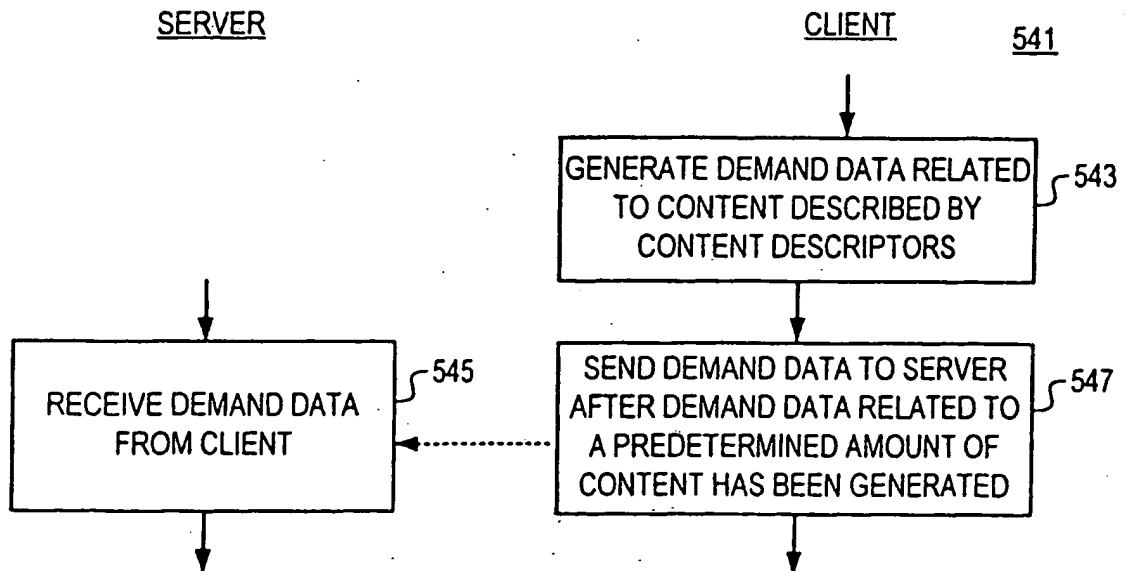 SERVER
CLIENT
541
GENERATE DEMAND DATA RELATED
TO CONTENT DESCRIBED BY
CONTENT DESCRIPTORS
543
RECEIVE DEMAND DATA
FROM CLIENT
545
SEND DEMAND DATA TO SERVER
AFTER DEMAND DATA RELATED TO
A PREDETERMINED AMOUNT OF
CONTENT HAS BEEN GENERATED
547